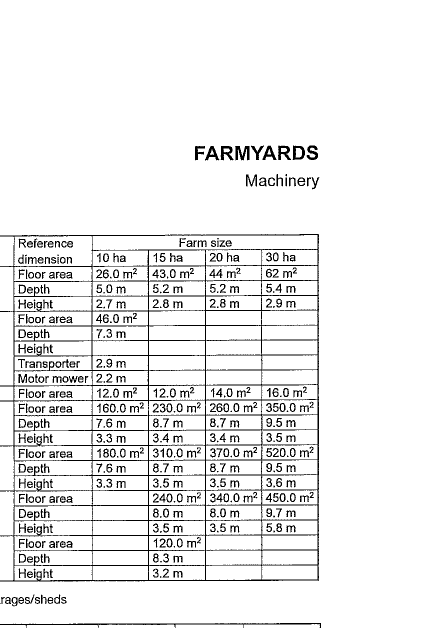 FARMYARDS
Machinery
Reference Farm size
dimension 10 ha 15 ha 20 ha 30 ha
Floor area 26.0 m² 43,0 m² 44 m² 62 m²
Depth 5.0 m 5.2 m 5.2 m 5.4 m
Height 2.7 m 2.8 m 2.8 m 2.9 m
Floor area 46.0 m²
Depth 7.3 m
Height
Transporter 2.9 m
Motor mower 2.2 m
Floor area 12.0 m² 12.0 m² 14.0 m² 16.0 m²
Floor area 160.0 m² 230.0 m² 260.0 m² 350.0 m²
Depth 7.6 m 8.7 m 8.7 m 9.5 m
Height 3.3 m 3.4 m 3.4 m 3.5 m
Floor area 180.0 m² 310.0 m² 370.0 m² 520.0 m²
Depth 7.6 m 8.7 m 8.7 m 9.5 m
Height 3.3 m 3.5 m 3.5 m 3.6 m
Floor area 240.0 m² 340.0 m² 450.0 m²
Depth 8.0 m 8.0 m 9.7 m
Height 3.5 m 3.5 m 5.8 m
Floor area 120.0 m²
Depth 8.3 m
Height 3.2 m
rages/sheds